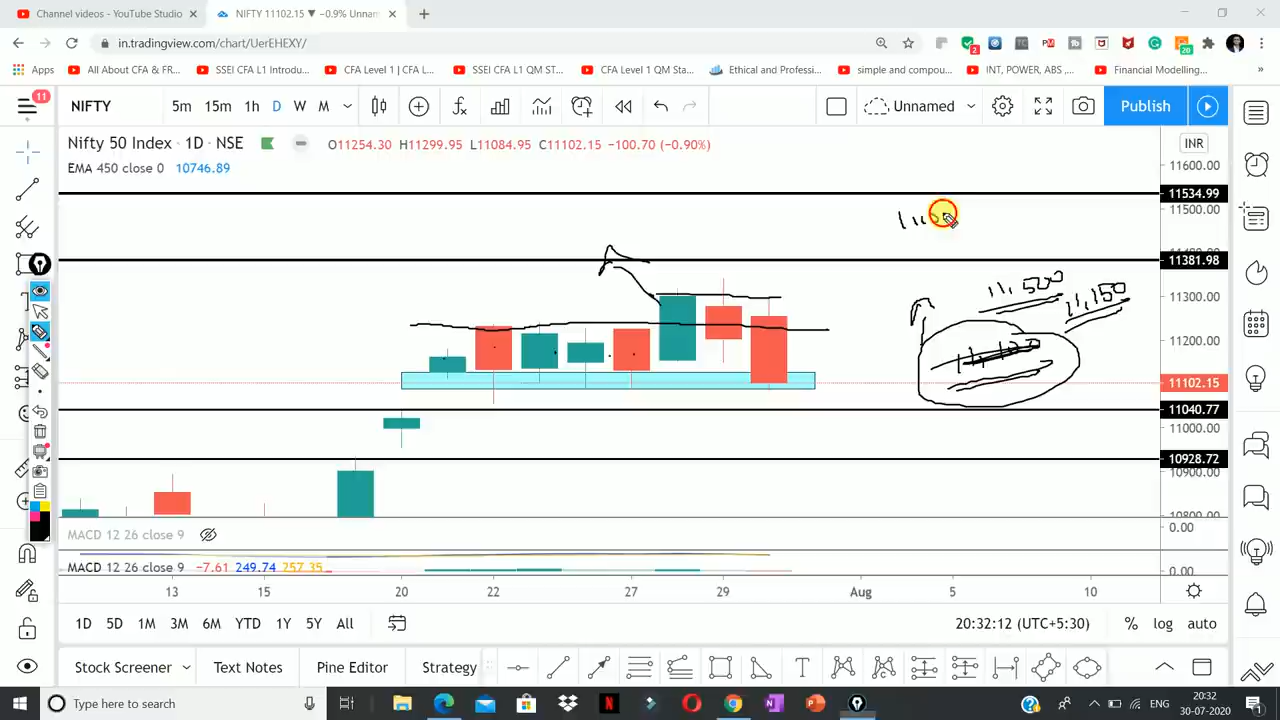 Channel videos - YouTube Studio × NIFTY 11102.15 ▼ −0.9% Unnam × +
in.tradingview.com/chart/UerEHEXY/
Apps All About CFA & FR... SSEI CFA L1 Introdu... CFA Level 1 | CFA L... SSEI CFA L1 QM ST... CFA Level 1 QM Sta... Ethical and Professi... simple and compou... INT, POWER, ABS ,... Financial Modelling... »
11 NIFTY 5m 15m 1h D W M Unnamed Publish
Nifty 50 Index · 1D · NSE O11254.30 H11299.95 L11084.95 C11102.15 −100.70 (−0.90%) INR
EMA 450 close 0 10746.89
11600.00
11534.99
11500.00
11381.98
11,500
11,150
11300.00
11200.00
11102.15
11040.77
11000.00
10928.72
10900.00
10800.00
MACD 12 26 close 9 0.00
MACD 12 26 close 9 −7.61 249.74 257.35 0.00
13 15 20 22 27 29 Aug 5 10
1D 5D 1M 3M 6M YTD 1Y 5Y All 20:32:12 (UTC+5:30) % log auto
Stock Screener Text Notes Pine Editor Strategy
Type here to search ENG 20:32
30-07-2020